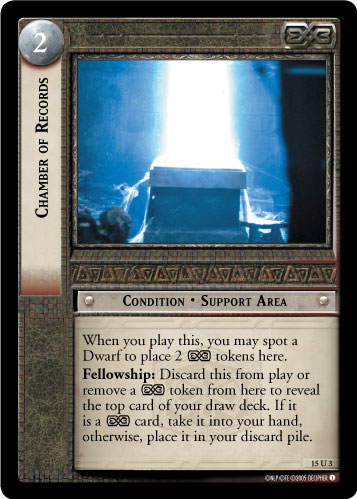 2
Chamber of Records
Condition • Support Area
When you play this, you may spot a
Dwarf to place 2 tokens here.
Fellowship: Discard this from play or
remove a token from here to reveal
the top card of your draw deck. If it
is a card, take it into your hand,
otherwise, place it in your discard pile.
15 U 3
©NLP ©TE ©2005 DECIPHER